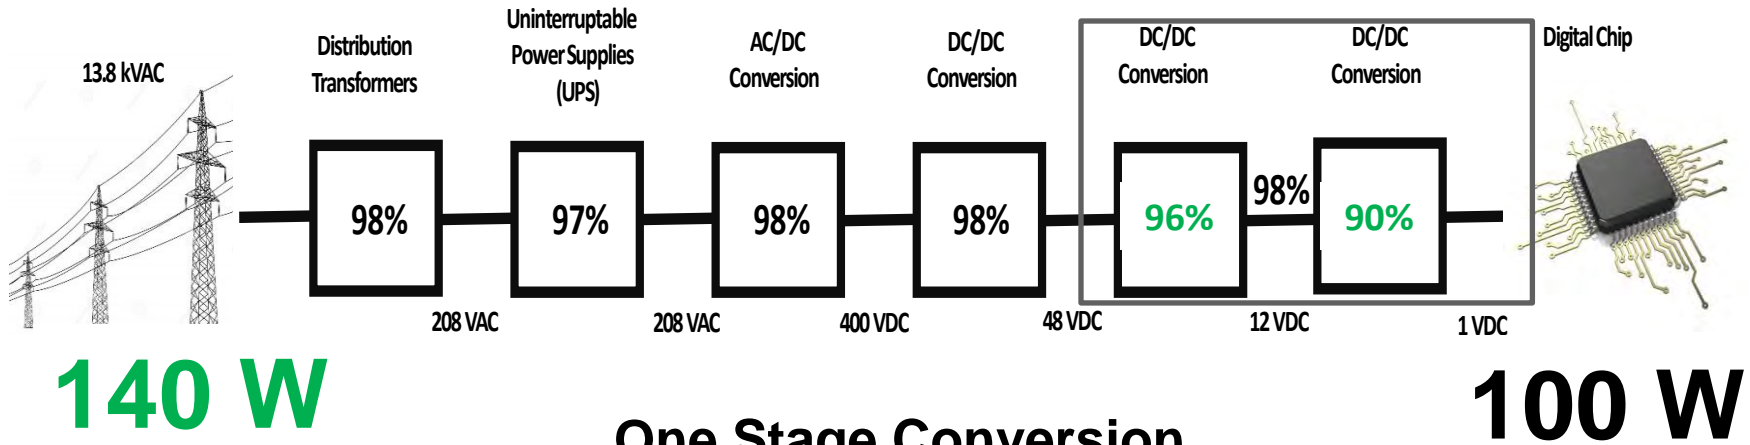 13.8 kVAC
Distribution
Transformers
Uninterruptable
Power Supplies
(UPS)
AC/DC
Conversion
DC/DC
Conversion
DC/DC
Conversion
DC/DC
Conversion
Digital Chip
98%
97%
98%
98%
96%
98%
90%
208 VAC
208 VAC
400 VDC
48 VDC
12 VDC
1 VDC
140 W
100 W
One Stage Conversion